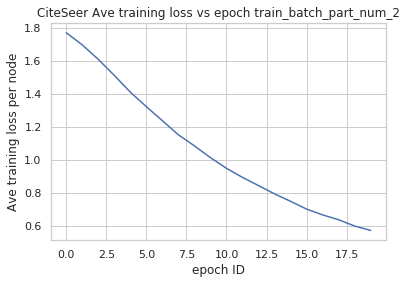 CiteSeer Ave training loss vs epoch train_batch_part_num_2
1.8
1.6
1.4
1.2
1.0
0.8
0.6
Ave training loss per node
0.0 2.5 5.0 7.5 10.0 12.5 15.0 17.5
epoch ID